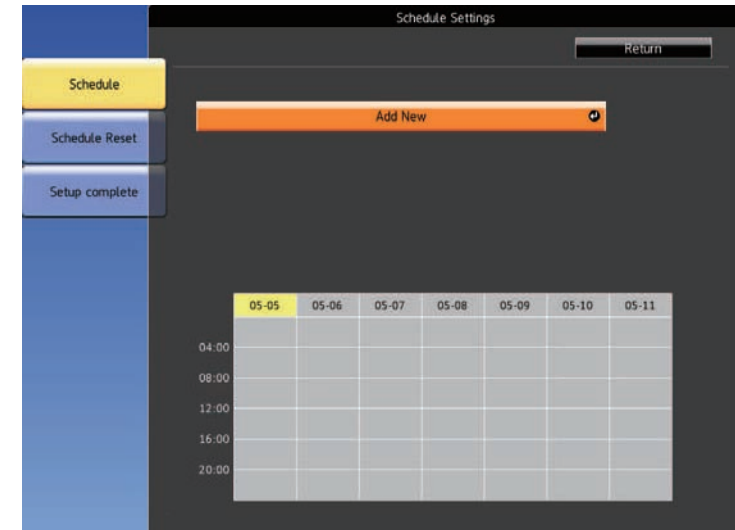 Schedule Settings
Return
Schedule
Add New
Schedule Reset
Setup complete
05-05 05-06 05-07 05-08 05-09 05-10 05-11
04:00
08:00
12:00
16:00
20:00